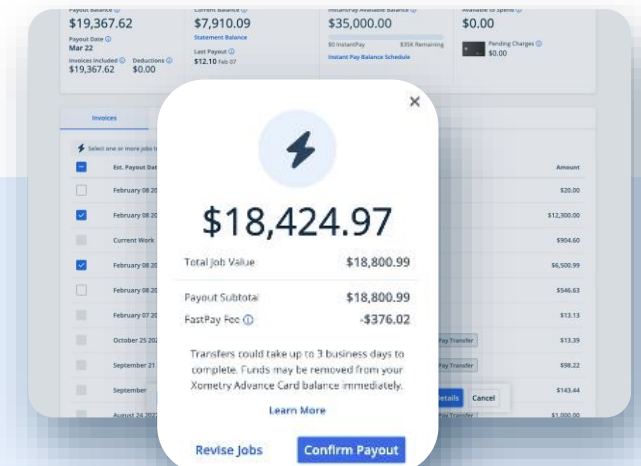 Payout Balance
Current Balance
InstantPay Available Balance
Available to Spend
$19,367.62
$7,910.09
$35,000.00
$0.00
Payout Date
Mar 22
Statement Balance
Last Payout
$12.10 Feb 07
$0 InstantPay
$35K Remaining
Instant Pay Balance Schedule
Pending Charges
$0.00
Invoices Included
Deductions
$19,367.62
$0.00
Invoices
Select one or more jobs
Est. Payout Dat
Amount
February 08 20
$20.00
February 08 20
$12,300.00
Current Work
$904.60
February 08 20
$6,500.99
February 08 20
$546.63
February 07 20
$13.13
October 25 202
Pay Transfer
$13.39
September 21
Pay Transfer
$98.22
September
etails
Cancel
$143.44
August 24 202
Pay Transfer
$1,000.00
×
$18,424.97
Total Job Value
$18,800.99
Payout Subtotal
$18,800.99
FastPay Fee
-$376.02
Transfers could take up to 3 business days to
complete. Funds may be removed from your
Xometry Advance Card balance immediately.
Learn More
Revise Jobs
Confirm Payout